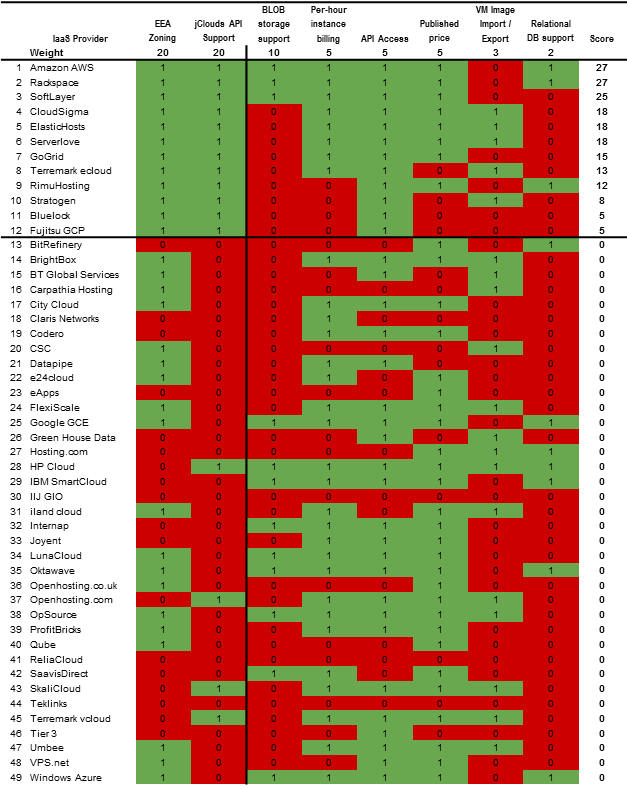 BLOB Per-hour VM Image
EEA jClouds API storage instance Published Import / Relational
IaaS Provider Zoning Support support billing API Access price Export DB support Score
Weight 20 20 10 5 5 5 3 2
1 Amazon AWS 1 1 1 1 1 1 0 1 27
2 Rackspace 1 1 1 1 1 1 0 1 27
3 SoftLayer 1 1 1 1 1 1 0 0 25
4 CloudSigma 1 1 0 1 1 1 1 0 18
5 ElasticHosts 1 1 0 1 1 1 1 0 18
6 Serverlove 1 1 0 1 1 1 1 0 18
7 GoGrid 1 1 0 1 1 1 0 0 15
8 Terremark ecloud 1 1 0 1 1 0 1 0 13
9 RimuHosting 1 1 0 0 1 1 0 1 12
10 Stratogen 1 1 0 0 1 0 1 0 8
11 Bluelock 1 1 0 0 1 0 0 0 5
12 Fujitsu GCP 1 1 0 0 1 0 0 0 5
13 BitRefinery 0 0 0 0 0 1 0 1 0
14 BrightBox 1 0 0 1 1 1 1 0 0
15 BT Global Services 1 0 0 0 1 0 1 0 0
16 Carpathia Hosting 1 0 0 0 0 0 1 0 0
17 City Cloud 1 0 0 1 1 1 0 0 0
18 Claris Networks 0 0 0 1 0 0 0 0 0
19 Codero 0 0 0 1 1 1 0 0 0
20 CSC 1 0 0 0 0 0 1 0 0
21 Datapipe 1 0 0 1 1 0 0 0 0
22 e24cloud 1 0 0 1 0 1 0 0 0
23 eApps 0 0 0 0 0 1 0 0 0
24 FlexiScale 1 0 0 1 1 1 1 0 0
25 Google GCE 1 0 1 1 1 1 0 1 0
26 Green House Data 0 0 0 0 1 0 1 0 0
27 Hosting.com 0 0 0 0 0 1 1 1 0
28 HP Cloud 0 1 1 1 1 1 1 1 0
29 IBM SmartCloud 0 0 1 1 1 1 0 1 0
30 IIJ GIO 0 0 0 0 0 0 0 0 0
31 iland cloud 1 0 0 1 0 1 1 0 0
32 Internap 0 0 1 1 1 1 0 0 0
33 Joyent 0 0 0 1 1 1 0 0 0
34 LunaCloud 1 0 1 1 1 1 0 0 0
35 Oktawave 1 0 1 1 1 1 0 1 0
36 Openhosting.co.uk 1 0 0 0 0 1 0 0 0
37 Openhosting.com 0 1 0 1 1 1 1 0 0
38 OpSource 1 0 1 1 1 1 1 0 0
39 ProfitBricks 1 0 0 1 1 1 0 0 0
40 Qube 1 0 0 0 0 1 0 0 0
41 ReliaCloud 0 0 0 0 0 0 0 0 0
42 SaavisDirect 0 0 1 1 0 1 0 0 0
43 SkaliCloud 0 1 0 1 1 1 1 0 0
44 Teklinks 0 0 0 0 0 0 0 0 0
45 Terremark vcloud 0 1 0 1 1 1 1 0 0
46 Tier 3 0 0 0 0 1 1 0 0 0
47 Umbee 1 0 0 1 1 1 1 0 0
48 VPS.net 1 0 0 0 1 1 0 0 0
49 Windows Azure 1 0 1 1 1 1 0 1 0